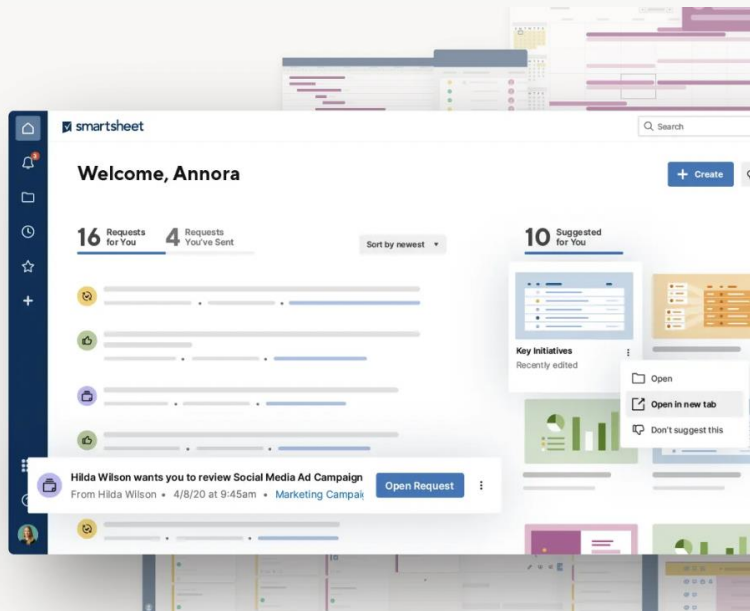 smartsheet
Search
Welcome, Annora
Create
16 Requests for You
4 Requests You've Sent
Sort by newest
10 Suggested for You
Key Initiatives
Recently edited
Open
Open in new tab
Don't suggest this
Hilda Wilson wants you to review Social Media Ad Campaign
From Hilda Wilson • 4/8/20 at 9:45am • Marketing Campai
Open Request